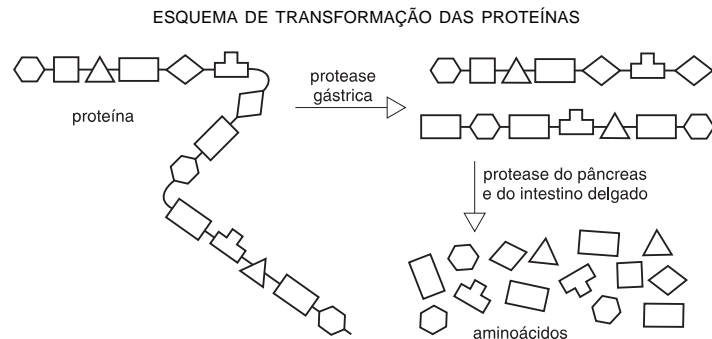 ESQUEMA DE TRANSFORMAÇÃO DAS PROTEÍNAS
proteína
protease
gástrica
protease do pâncreas
e do intestino delgado
aminoácidos